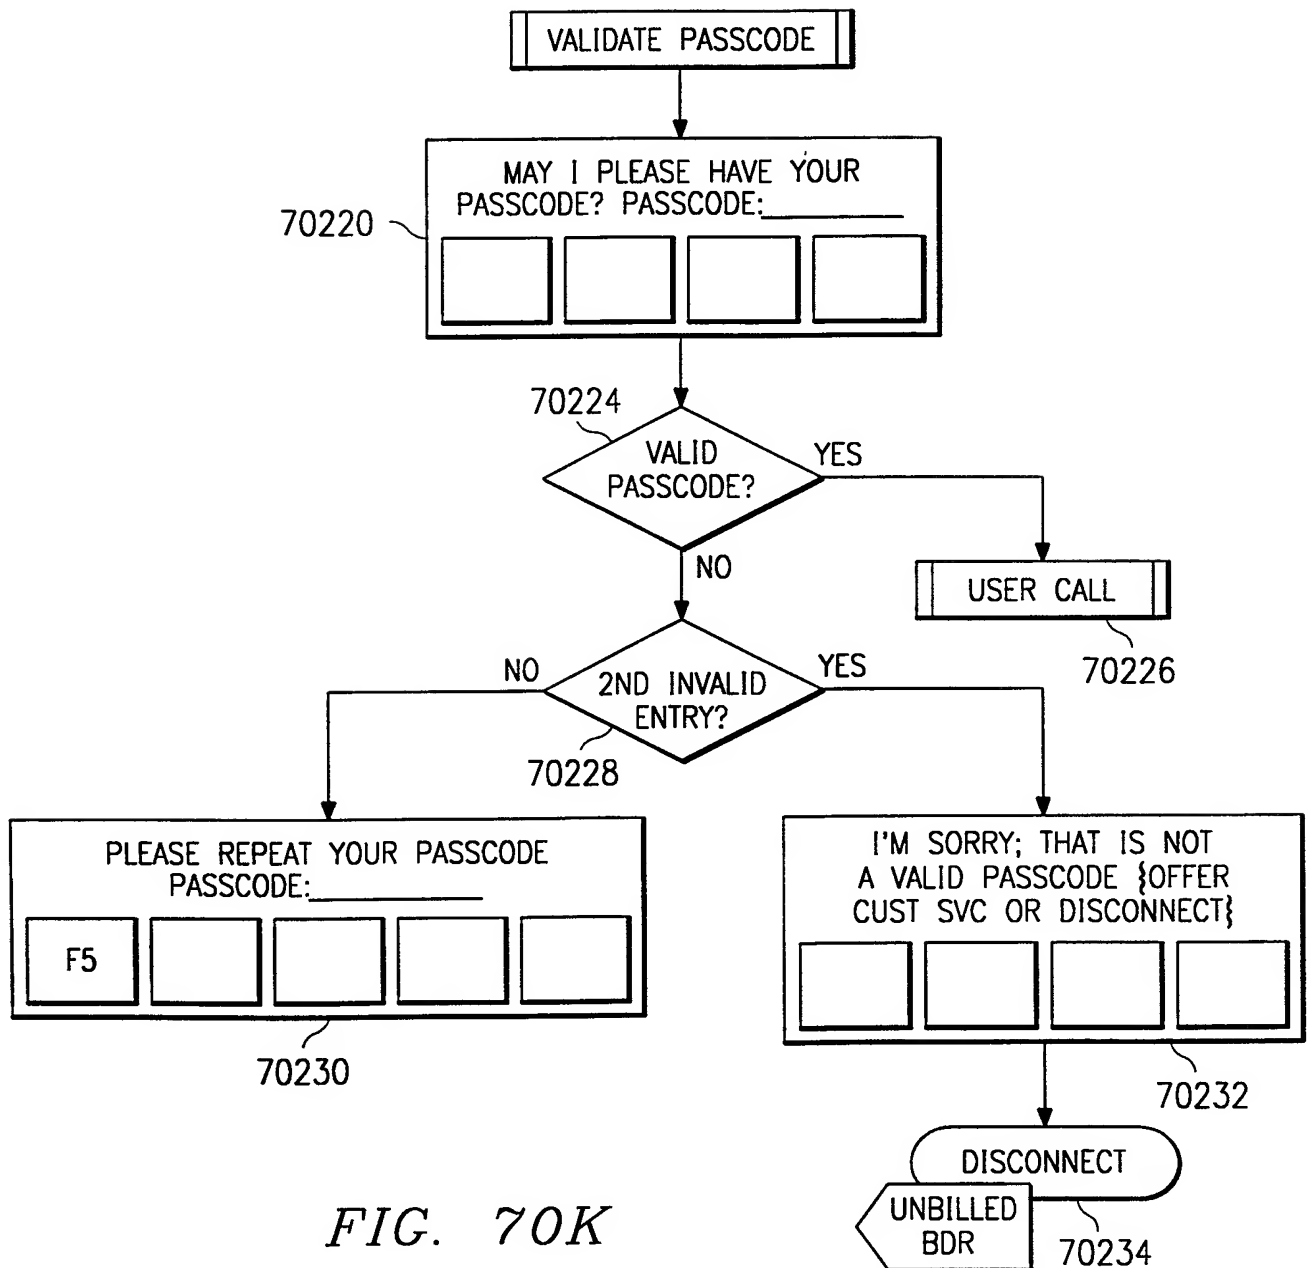 VALIDATE PASSCODE
MAY I PLEASE HAVE YOUR
PASSCODE? PASSCODE:
70220
70224
VALID
PASSCODE?
YES
NO
USER CALL
70226
NO
2ND INVALID
ENTRY?
YES
70228
PLEASE REPEAT YOUR PASSCODE
PASSCODE:
F5
70230
I'M SORRY; THAT IS NOT
A VALID PASSCODE {OFFER
CUST SVC OR DISCONNECT}
70232
DISCONNECT
UNBILLED
BDR
70234
FIG. 70K